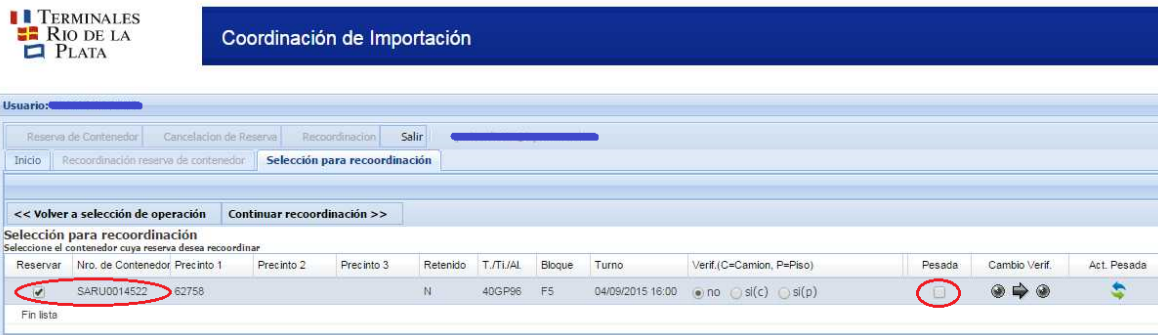 TERMINALES
RIO DE LA
PLATA
Coordinación de Importación
Usuario:
Reserva de Contenedor Cancelacion de Reserva Recoordinacion Salir
Inicio Recoordinación reserva de contenedor Selección para recoordinación
<< Volver a selección de operación Continuar recoordinación >>
Selección para recoordinación
Seleccione el contenedor cuya reserva desea recoordinar
Reservar Nro. de Contenedor Precinto 1 Precinto 2 Precinto 3 Retenido T./Ti./Al. Bloque Turno Verif.(C=Camion, P=Piso) Pesada Cambio Verif. Act. Pesada
SARU0014522 62758 N 40GP96 F5 04/09/2015 16:00 no si(c) si(p)
Fin lista